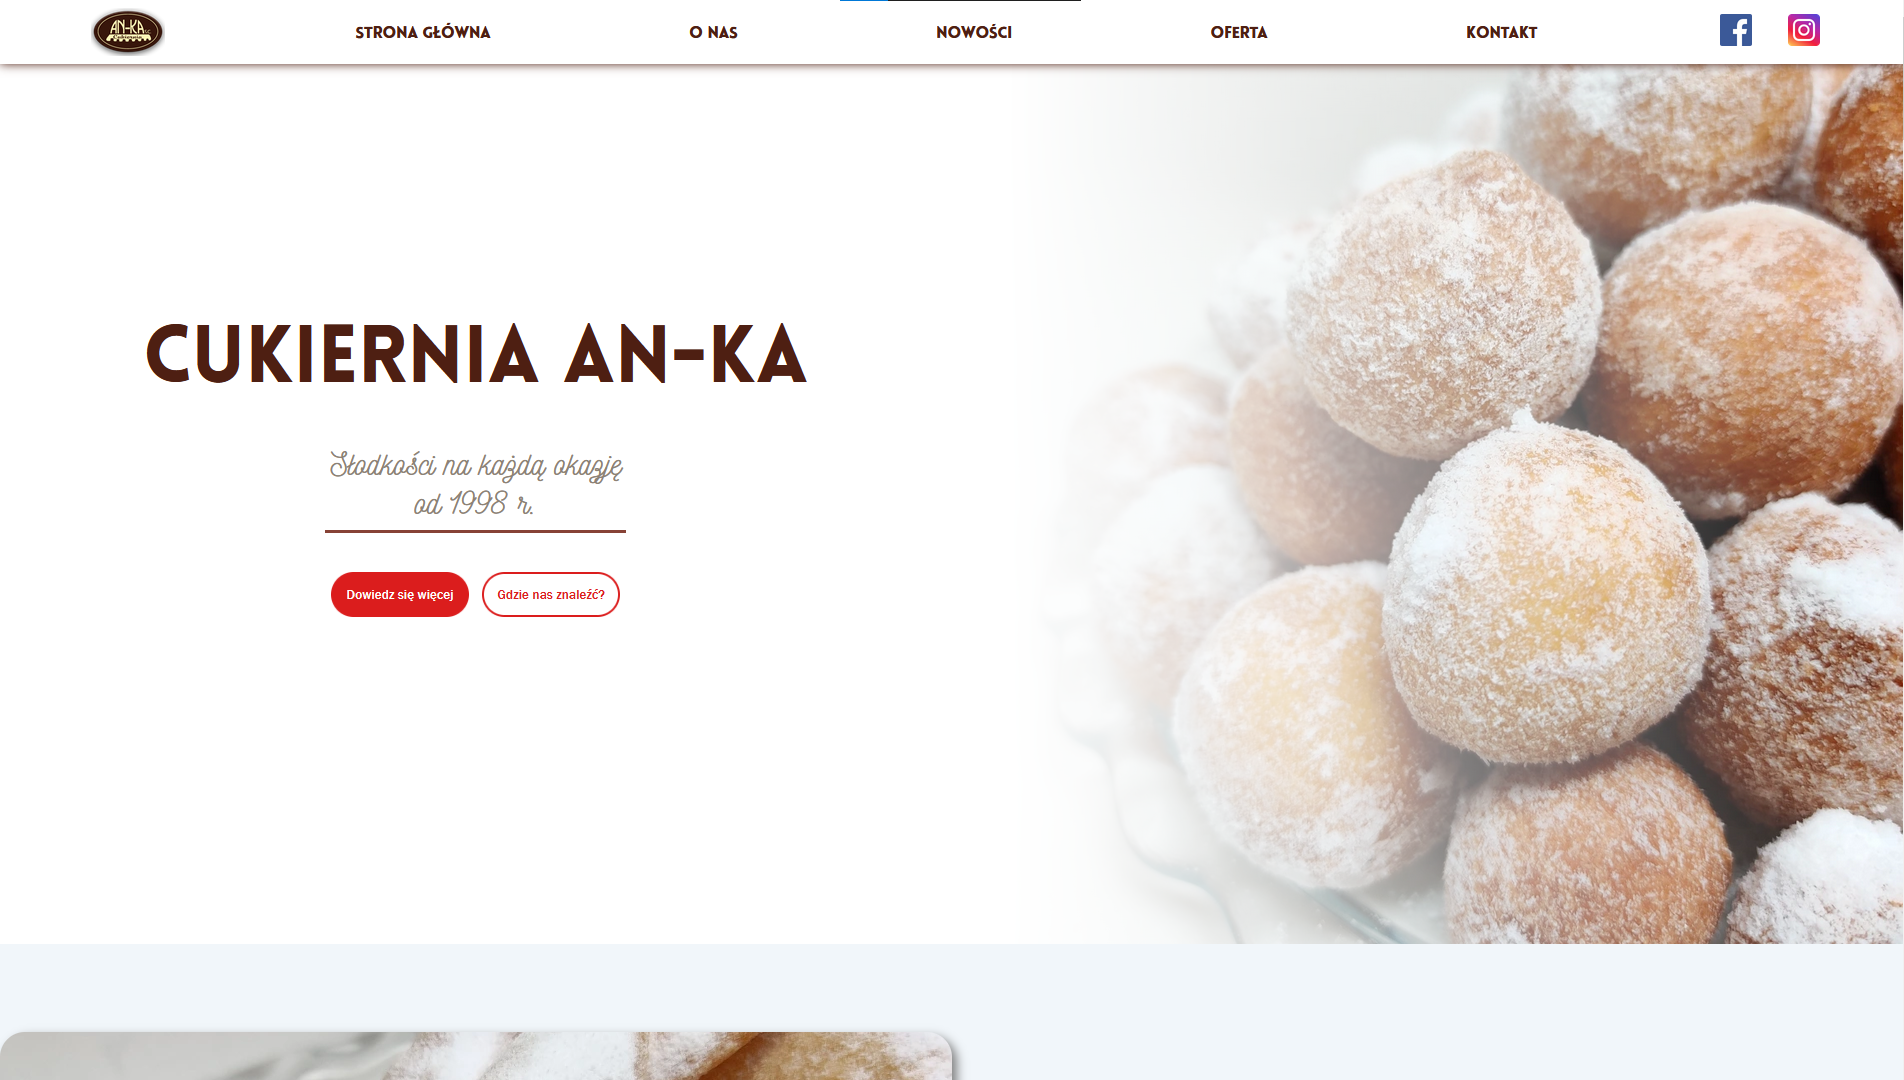 AN-KA
STRONA GŁÓWNA
O NAS
NOWOŚCI
OFERTA
KONTAKT
CUKIERNIA AN-KA
Słodkości na każdą okazję
od 1998 r.
Dowiedz się więcej
Gdzie nas znaleźć?